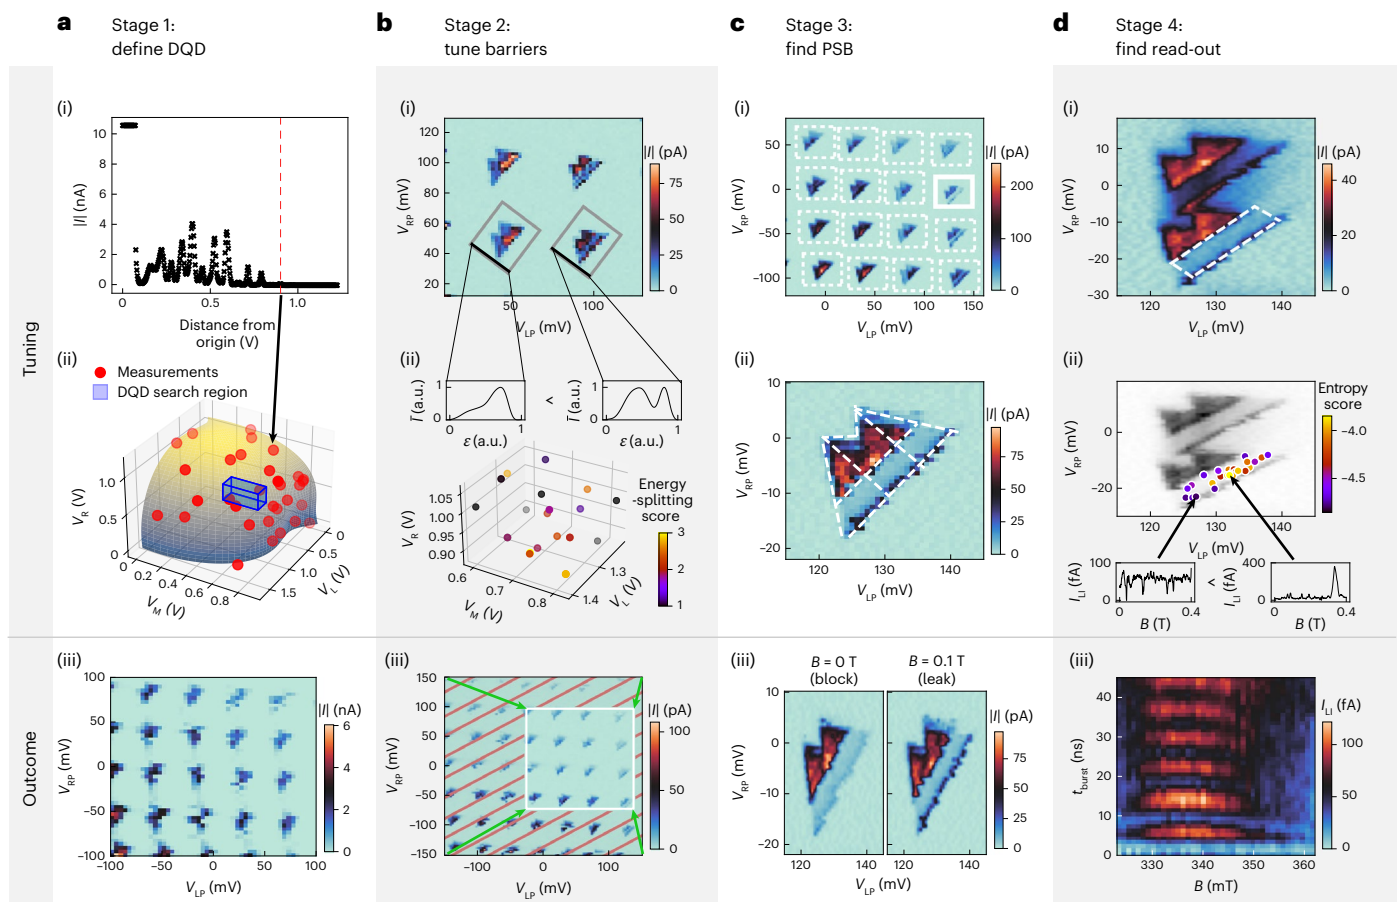 a Stage 1:
define DQD
b Stage 2:
tune barriers
c Stage 3:
find PSB
d Stage 4:
find read-out
Tuning
Outcome
(i)
|I| (nA)
10
8
6
4
2
0
0 0.5 1.0
Distance from
origin (V)
(ii)
Measurements
DQD search region
V_R (V)
1.0
0.5
0
0 0.2 0.4 0.6 0.8
V_M (V)
0
0.5
1.0
1.5
V_L (V)
(iii)
V_RP (mV)
100
50
0
−50
−100
−100 −50 0 50 100
V_LP (mV)
|I| (nA)
6
4
2
0
(i)
V_RP (mV)
120
100
80
60
40
20
50 100
V_LP (mV)
|I| (pA)
75
50
25
0
(ii)
T (a.u.)
1
0
0 1
ε (a.u.)
<
T (a.u.)
1
0
0 1
ε (a.u.)
V_R (V)
1.05
1.00
0.95
0.90
0.6 0.7 0.8
V_M (V)
1.3
1.4
V_L (V)
Energy
-splitting
score
3
2
1
(iii)
V_RP (mV)
150
100
50
0
−50
−100
−150
−100 0 100
V_LP (mV)
|I| (pA)
100
50
0
(i)
V_RP (mV)
50
0
−50
−100
0 50 100 150
V_LP (mV)
|I| (pA)
200
100
0
(ii)
V_RP (mV)
10
0
−10
−20
120 130 140
V_LP (mV)
|I| (pA)
75
50
25
0
(iii)
B = 0 T
(block)
B = 0.1 T
(leak)
V_RP (mV)
10
0
−10
−20
120 140
120 140
V_LP (mV)
|I| (pA)
75
50
25
0
(i)
V_RP (mV)
10
0
−10
−20
−30
120 130 140
V_LP (mV)
|I| (pA)
40
20
0
(ii)
V_RP (mV)
0
−20
120 130 140
V_LP (mV)
Entropy
score
−4.0
−4.5
I_LI (fA)
100
0
0 0.4
B (T)
<
I_LI (fA)
400
0
0 0.4
B (T)
(iii)
t_burst (ns)
40
30
20
10
0
330 340 350 360
B (mT)
I_LI (fA)
100
50
0